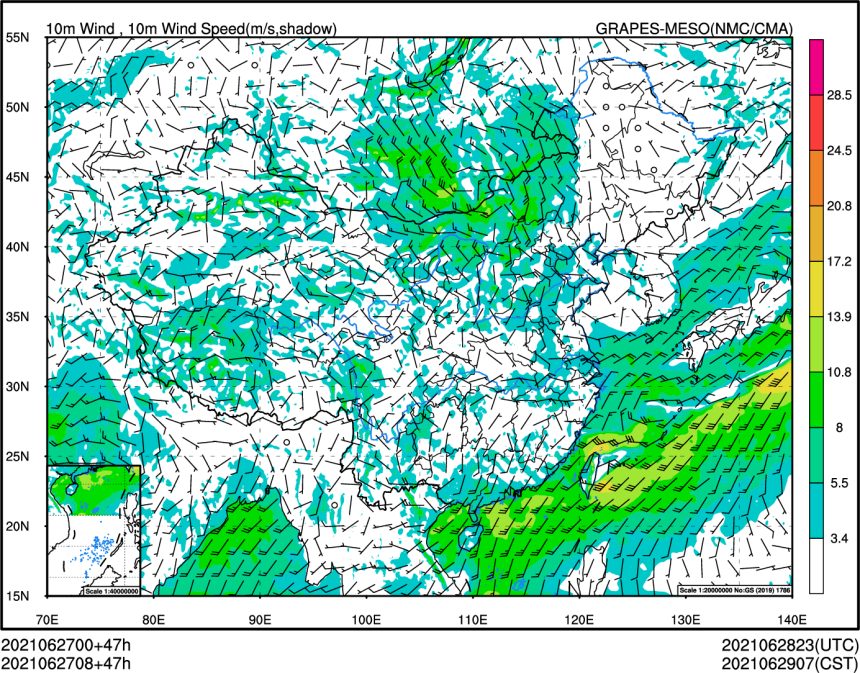 10m Wind , 10m Wind Speed(m/s,shadow) GRAPES-MESO(NMC/CMA)
55N
50N
45N
40N
35N
30N
25N
20N
15N
28.5
24.5
20.8
17.2
13.9
10.8
8
5.5
3.4
Scale 1:40000000
Scale 1:20000000 No:GS (2019) 1786
70E 80E 90E 100E 110E 120E 130E 140E
2021062700+47h 2021062823(UTC)
2021062708+47h 2021062907(CST)